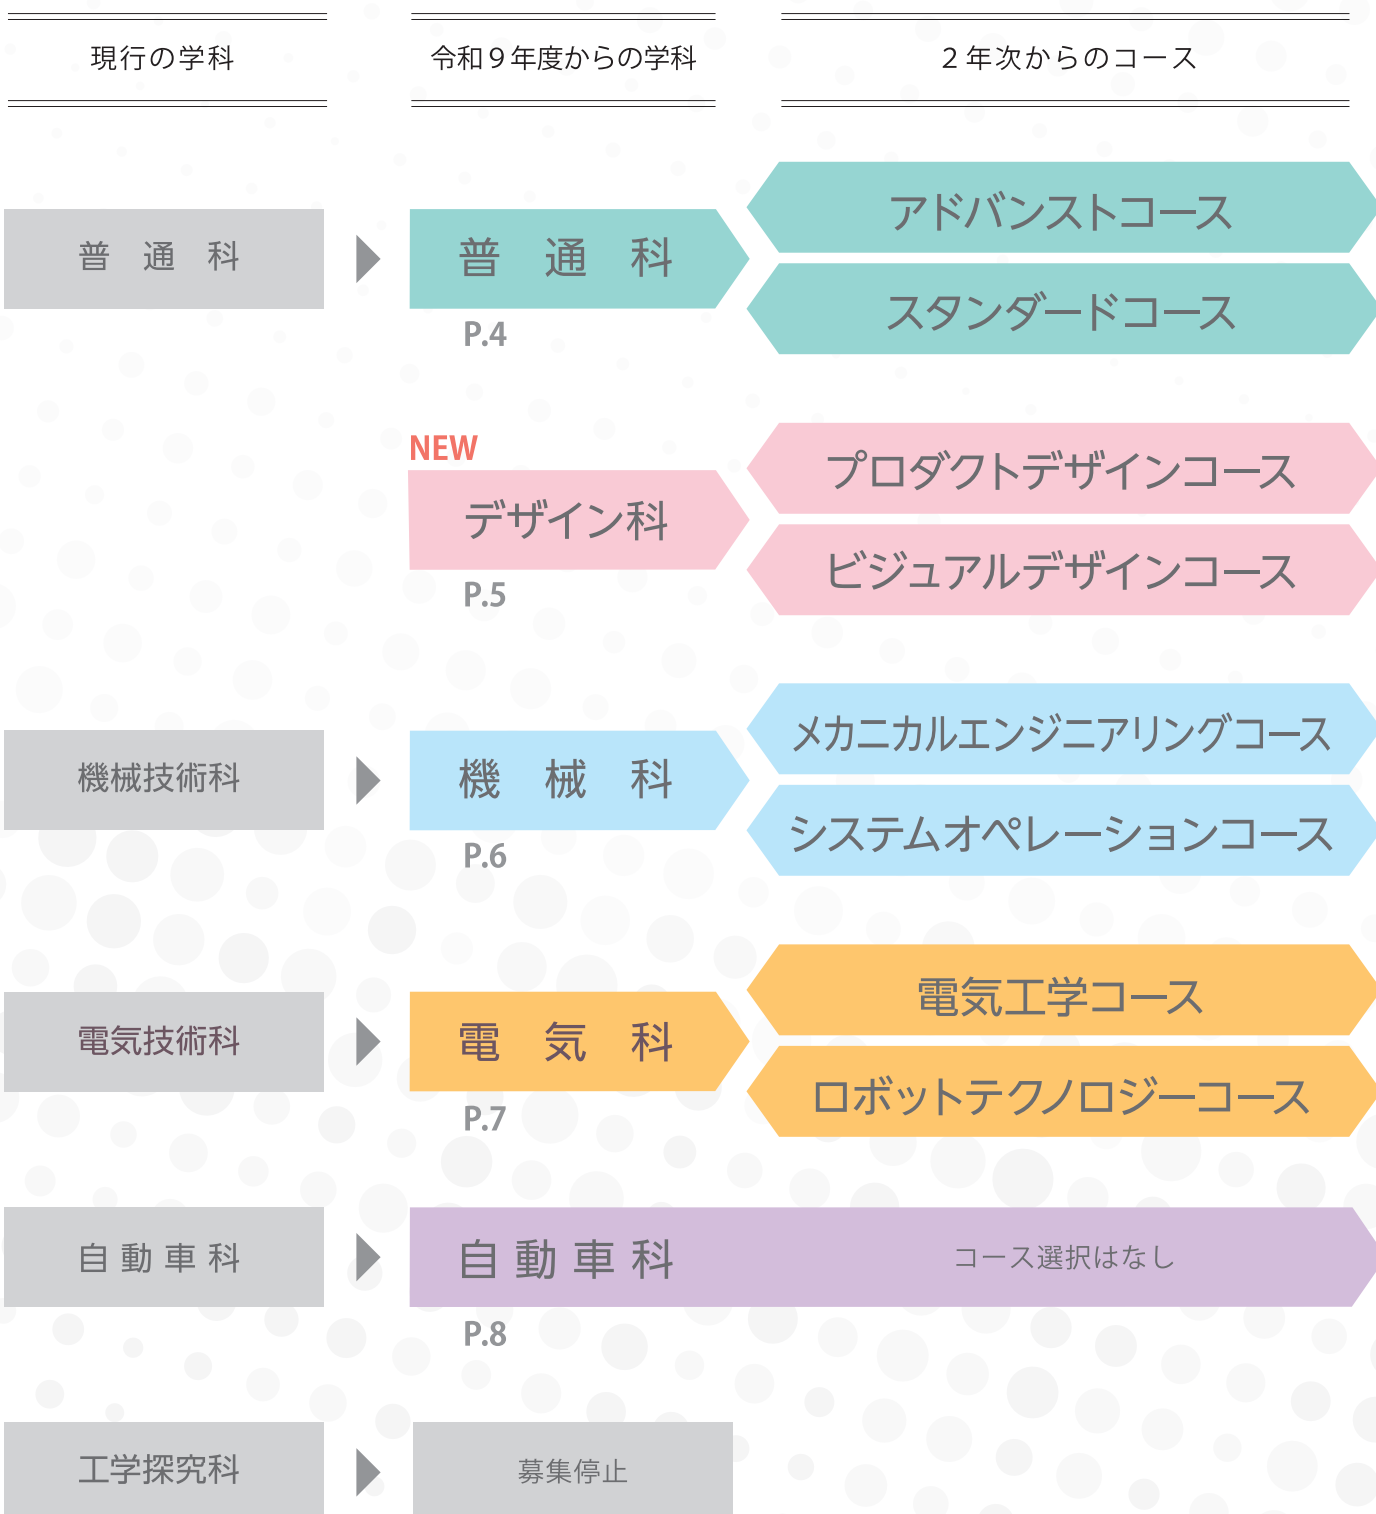 現行の学科
令和９年度からの学科
２年次からのコース
普通科
普通科
P.4
アドバンストコース
スタンダードコース
NEW
デザイン科
P.5
プロダクトデザインコース
ビジュアルデザインコース
機械技術科
機械科
P.6
メカニカルエンジニアリングコース
システムオペレーションコース
電気技術科
電気科
P.7
電気工学コース
ロボットテクノロジーコース
自動車科
自動車科
コース選択はなし
P.8
工学探究科
募集停止